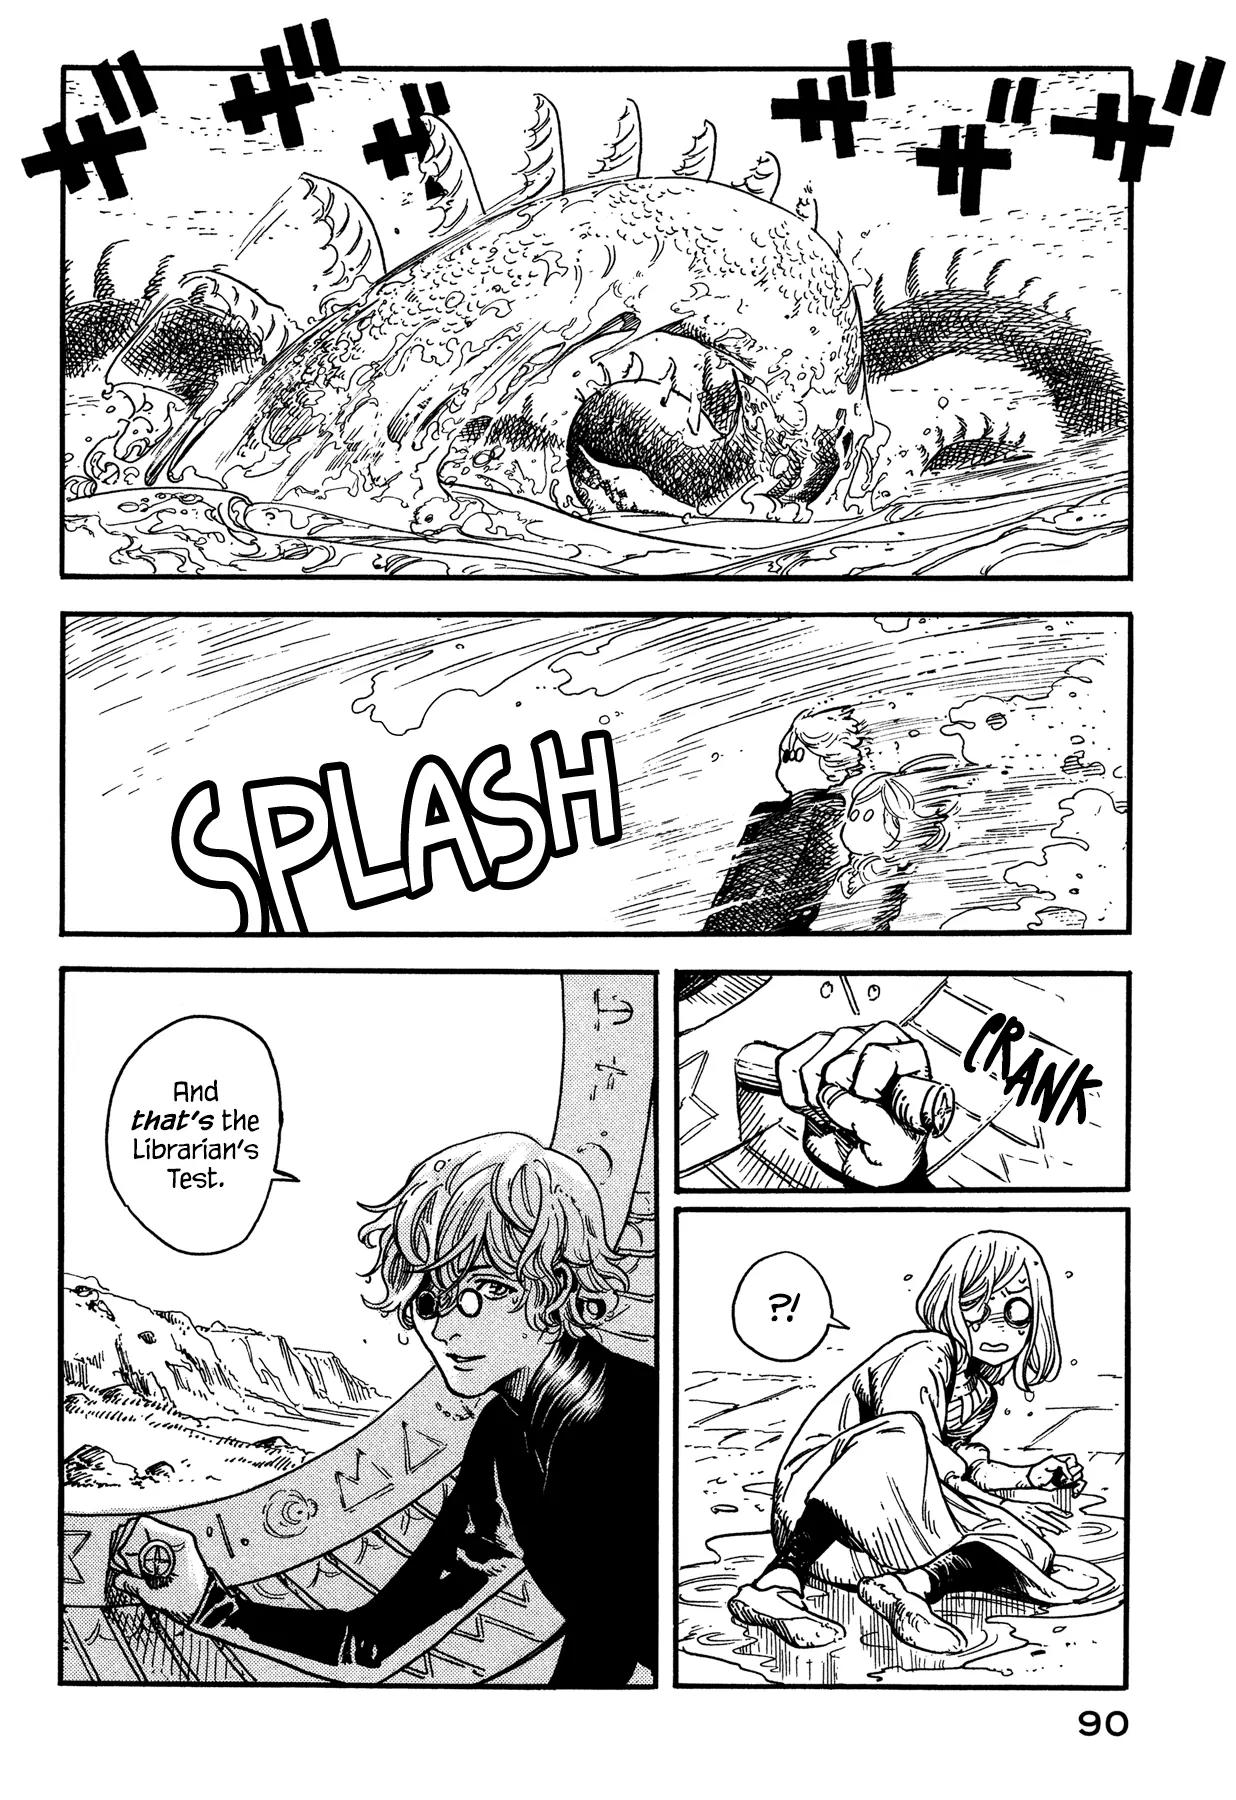 ザ
ザ
ザ
ザ
ザ
ザ
SPLASH
CRANK
?!
And
that's the
Librarian's
Test.
90